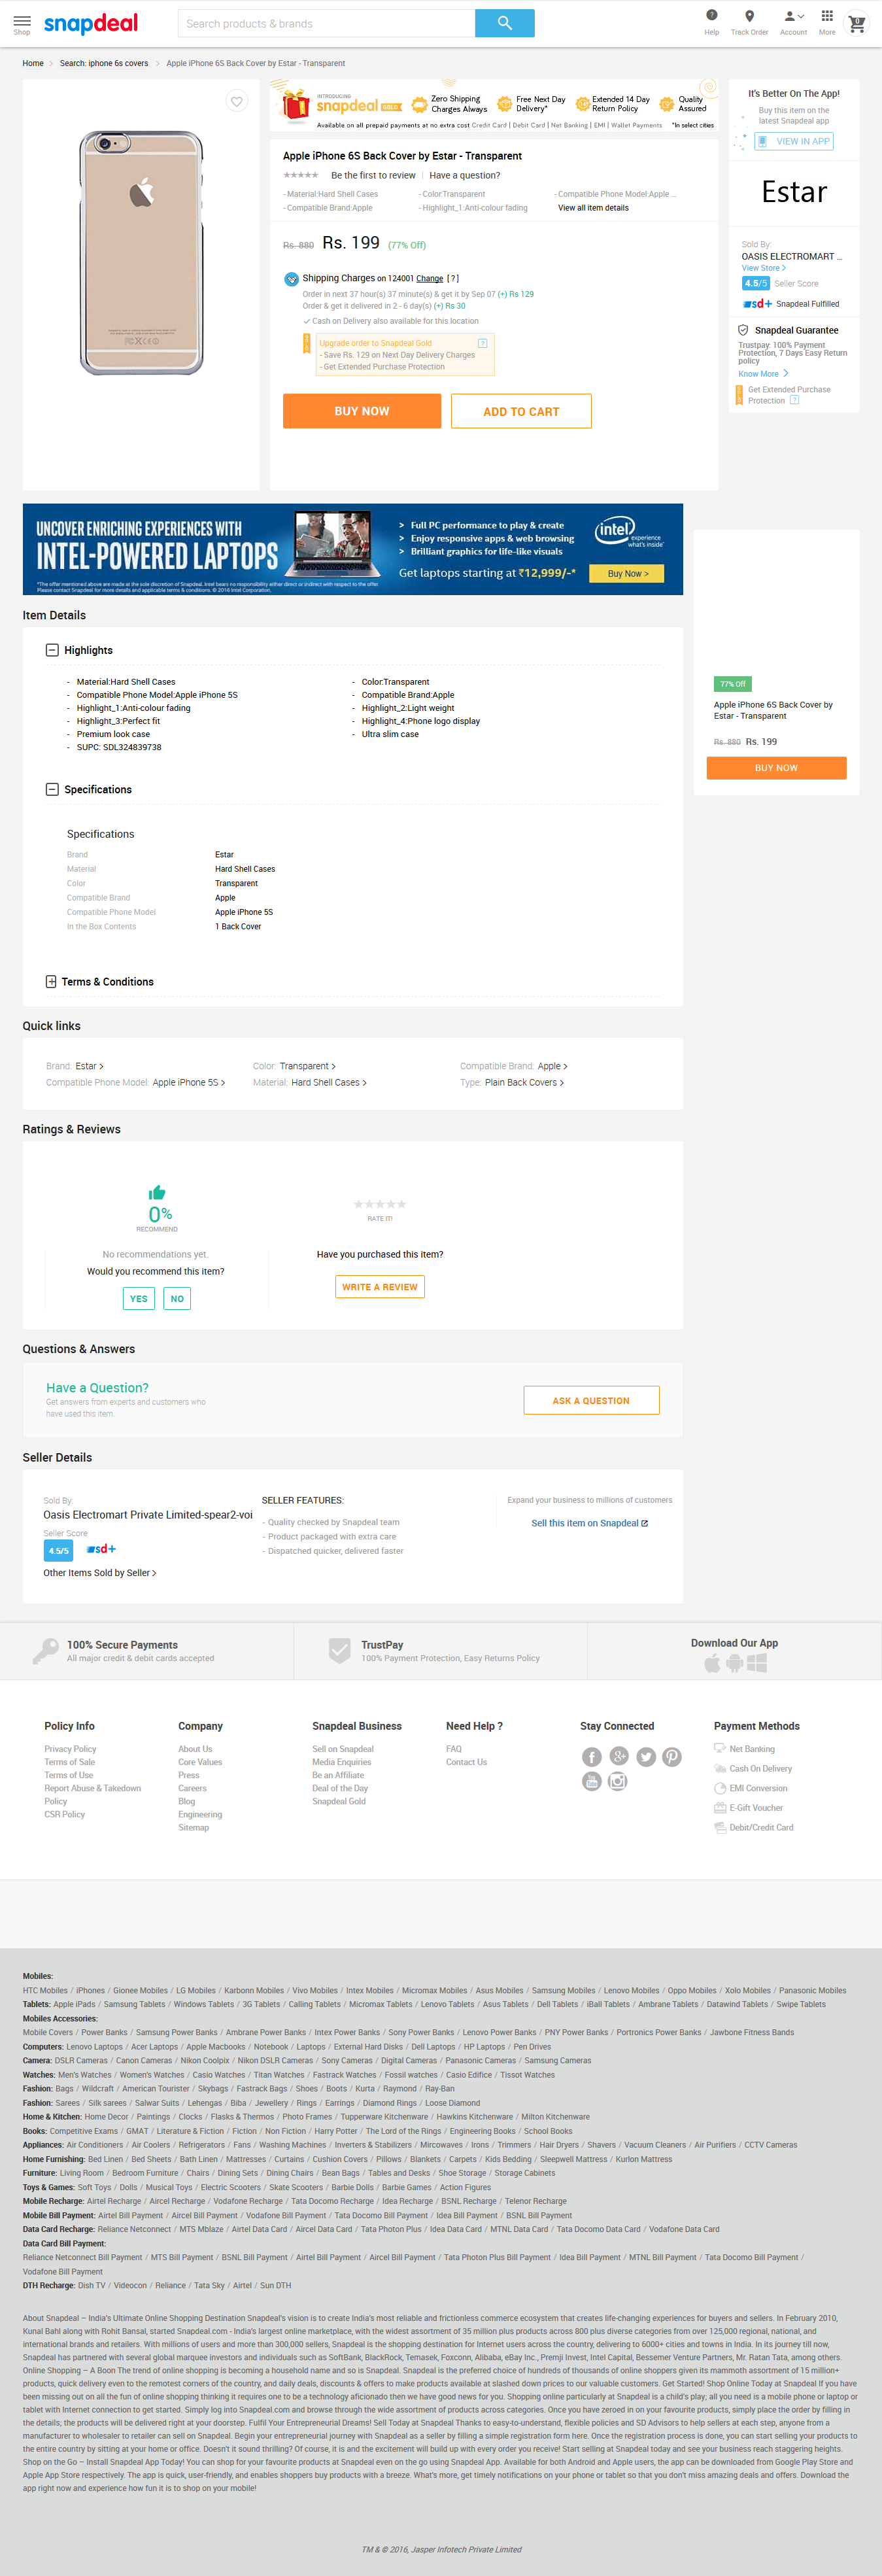 Shop
snapdeal
Search products & brands
Help
Track Order
Account
More
0
Home > Search: iphone 6s covers > Apple iPhone 6S Back Cover by Estar - Transparent
INTRODUCING
snapdeal GOLD
Zero Shipping Charges Always
Free Next Day Delivery*
Extended 14 Day Return Policy
Quality Assured
Available on all prepaid payments at no extra cost Credit Card | Debit Card | Net Banking | EMI | Wallet Payments *In select cities
Apple iPhone 6S Back Cover by Estar - Transparent
Be the first to review | Have a question?
- Material:Hard Shell Cases
- Color:Transparent
- Compatible Phone Model:Apple ...
- Compatible Brand:Apple
- Highlight_1:Anti-colour fading
View all item details
Rs. 880 Rs. 199 (77% Off)
Shipping Charges on 124001 Change [ ? ]
Order in next 37 hour(s) 37 minute(s) & get it by Sep 07 (+) Rs 129
Order & get it delivered in 2 - 6 day(s) (+) Rs 30
Cash on Delivery also available for this location
Upgrade order to Snapdeal Gold ?
- Save Rs. 129 on Next Day Delivery Charges
- Get Extended Purchase Protection
BUY NOW
ADD TO CART
It's Better On The App!
Buy this item on the
latest Snapdeal app
VIEW IN APP
Estar
Sold By:
OASIS ELECTROMART ...
View Store >
4.5/5 Seller Score
sd+ Snapdeal Fulfilled
Snapdeal Guarantee
Trustpay: 100% Payment
Protection, 7 Days Easy Return
policy
Know More >
Get Extended Purchase
Protection ?
UNCOVER ENRICHING EXPERIENCES WITH
INTEL-POWERED LAPTOPS
> Full PC performance to play & create
> Enjoy responsive apps & web browsing
> Brilliant graphics for life-like visuals
Get laptops starting at ₹12,999/-*
intel
experience what's inside
Buy Now >
*The offer mentioned above are at the sole discretion of Snapdeal. Intel bears no responsibility either directly or indirectly with respect to the offer.
Please contact Snapdeal for more details and applicable terms & conditions. © 2016 Intel Corporation.
Item Details
Highlights
- Material:Hard Shell Cases
- Color:Transparent
- Compatible Phone Model:Apple iPhone 5S
- Compatible Brand:Apple
- Highlight_1:Anti-colour fading
- Highlight_2:Light weight
- Highlight_3:Perfect fit
- Highlight_4:Phone logo display
- Premium look case
- Ultra slim case
- SUPC: SDL324839738
77% Off
Apple iPhone 6S Back Cover by
Estar - Transparent
Rs. 880 Rs. 199
BUY NOW
Specifications
Specifications
Brand Estar
Material Hard Shell Cases
Color Transparent
Compatible Brand Apple
Compatible Phone Model Apple iPhone 5S
In the Box Contents 1 Back Cover
Terms & Conditions
Quick links
Brand: Estar >
Color: Transparent >
Compatible Brand: Apple >
Compatible Phone Model: Apple iPhone 5S >
Material: Hard Shell Cases >
Type: Plain Back Covers >
Ratings & Reviews
0%
RECOMMEND
RATE IT!
No recommendations yet.
Would you recommend this item?
YES
NO
Have you purchased this item?
WRITE A REVIEW
Questions & Answers
Have a Question?
Get answers from experts and customers who
have used this item.
ASK A QUESTION
Seller Details
Sold By:
Oasis Electromart Private Limited-spear2-voi
Seller Score
4.5/5 sd+
Other Items Sold by Seller >
SELLER FEATURES:
- Quality checked by Snapdeal team
- Product packaged with extra care
- Dispatched quicker, delivered faster
Expand your business to millions of customers
Sell this item on Snapdeal
100% Secure Payments
All major credit & debit cards accepted
TrustPay
100% Payment Protection, Easy Returns Policy
Download Our App
Policy Info
Privacy Policy
Terms of Sale
Terms of Use
Report Abuse & Takedown
Policy
CSR Policy
Company
About Us
Core Values
Press
Careers
Blog
Engineering
Sitemap
Snapdeal Business
Sell on Snapdeal
Media Enquiries
Be an Affiliate
Deal of the Day
Snapdeal Gold
Need Help ?
FAQ
Contact Us
Stay Connected
Payment Methods
Net Banking
Cash On Delivery
EMI Conversion
E-Gift Voucher
Debit/Credit Card
Mobiles:
HTC Mobiles / iPhones / Gionee Mobiles / LG Mobiles / Karbonn Mobiles / Vivo Mobiles / Intex Mobiles / Micromax Mobiles / Asus Mobiles / Samsung Mobiles / Lenovo Mobiles / Oppo Mobiles / Xolo Mobiles / Panasonic Mobiles
Tablets: Apple iPads / Samsung Tablets / Windows Tablets / 3G Tablets / Calling Tablets / Micromax Tablets / Lenovo Tablets / Asus Tablets / Dell Tablets / iBall Tablets / Ambrane Tablets / Datawind Tablets / Swipe Tablets
Mobiles Accessories:
Mobile Covers / Power Banks / Samsung Power Banks / Ambrane Power Banks / Intex Power Banks / Sony Power Banks / Lenovo Power Banks / PNY Power Banks / Portronics Power Banks / Jawbone Fitness Bands
Computers: Lenovo Laptops / Acer Laptops / Apple Macbooks / Notebook / Laptops / External Hard Disks / Dell Laptops / HP Laptops / Pen Drives
Camera: DSLR Cameras / Canon Cameras / Nikon Coolpix / Nikon DSLR Cameras / Sony Cameras / Digital Cameras / Panasonic Cameras / Samsung Cameras
Watches: Men's Watches / Women's Watches / Casio Watches / Titan Watches / Fastrack Watches / Fossil watches / Casio Edifice / Tissot Watches
Fashion: Bags / Wildcraft / American Tourister / Skybags / Fastrack Bags / Shoes / Boots / Kurta / Raymond / Ray-Ban
Fashion: Sarees / Silk sarees / Salwar Suits / Lehengas / Biba / Jewellery / Rings / Earrings / Diamond Rings / Loose Diamond
Home & Kitchen: Home Decor / Paintings / Clocks / Flasks & Thermos / Photo Frames / Tupperware Kitchenware / Hawkins Kitchenware / Milton Kitchenware
Books: Competitive Exams / GMAT / Literature & Fiction / Fiction / Non Fiction / Harry Potter / The Lord of the Rings / Engineering Books / School Books
Appliances: Air Conditioners / Air Coolers / Refrigerators / Fans / Washing Machines / Inverters & Stabilizers / Mircowaves / Irons / Trimmers / Hair Dryers / Shavers / Vacuum Cleaners / Air Purifiers / CCTV Cameras
Home Furnishing: Bed Linen / Bed Sheets / Bath Linen / Mattresses / Curtains / Cushion Covers / Pillows / Blankets / Carpets / Kids Bedding / Sleepwell Mattress / Kurlon Mattress
Furniture: Living Room / Bedroom Furniture / Chairs / Dining Sets / Dining Chairs / Bean Bags / Tables and Desks / Shoe Storage / Storage Cabinets
Toys & Games: Soft Toys / Dolls / Musical Toys / Electric Scooters / Skate Scooters / Barbie Dolls / Barbie Games / Action Figures
Mobile Recharge: Airtel Recharge / Aircel Recharge / Vodafone Recharge / Tata Docomo Recharge / Idea Recharge / BSNL Recharge / Telenor Recharge
Mobile Bill Payment: Airtel Bill Payment / Aircel Bill Payment / Vodafone Bill Payment / Tata Docomo Bill Payment / Idea Bill Payment / BSNL Bill Payment
Data Card Recharge: Reliance Netconnect / MTS Mblaze / Airtel Data Card / Aircel Data Card / Tata Photon Plus / Idea Data Card / MTNL Data Card / Tata Docomo Data Card / Vodafone Data Card
Data Card Bill Payment:
Reliance Netconnect Bill Payment / MTS Bill Payment / BSNL Bill Payment / Airtel Bill Payment / Aircel Bill Payment / Tata Photon Plus Bill Payment / Idea Bill Payment / MTNL Bill Payment / Tata Docomo Bill Payment /
Vodafone Bill Payment
DTH Recharge: Dish TV / Videocon / Reliance / Tata Sky / Airtel / Sun DTH
About Snapdeal – India's Ultimate Online Shopping Destination Snapdeal's vision is to create India's most reliable and frictionless commerce ecosystem that creates life-changing experiences for buyers and sellers. In February 2010,
Kunal Bahl along with Rohit Bansal, started Snapdeal.com - India's largest online marketplace, with the widest assortment of 35 million plus products across 800 plus diverse categories from over 125,000 regional, national, and
international brands and retailers. With millions of users and more than 300,000 sellers, Snapdeal is the shopping destination for Internet users across the country, delivering to 6000+ cities and towns in India. In its journey till now,
Snapdeal has partnered with several global marquee investors and individuals such as SoftBank, BlackRock, Temasek, Foxconn, Alibaba, eBay Inc., Premji Invest, Intel Capital, Bessemer Venture Partners, Mr. Ratan Tata, among others.
Online Shopping – A Boon The trend of online shopping is becoming a household name and so is Snapdeal. Snapdeal is the preferred choice of hundreds of thousands of online shoppers given its mammoth assortment of 15 million+
products, quick delivery even to the remotest corners of the country, and daily deals, discounts & offers to make products available at slashed down prices to our valuable customers. Get Started! Shop Online Today at Snapdeal If you have
been missing out on all the fun of online shopping thinking it requires one to be a technology aficionado then we have good news for you. Shopping online particularly at Snapdeal is a child's play; all you need is a mobile phone or laptop or
tablet with Internet connection to get started. Simply log into Snapdeal.com and browse through the wide assortment of products across categories. Once you have zeroed in on your favourite products, simply place the order by filling in
the details; the products will be delivered right at your doorstep. Fulfil Your Entrepreneurial Dreams! Sell Today at Snapdeal Thanks to easy-to-understand, flexible policies and SD Advisors to help sellers at each step, anyone from a
manufacturer to wholesaler to retailer can sell on Snapdeal. Begin your entrepreneurial journey with Snapdeal as a seller by filling a simple registration form here. Once the registration process is done, you can start selling your products to
the entire country by sitting at your home or office. Doesn't it sound thrilling? Of course, it is and the excitement will build up with every order you receive! Start selling at Snapdeal today and see your business reach staggering heights.
Shop on the Go – Install Snapdeal App Today! You can shop for your favourite products at Snapdeal even on the go using Snapdeal App. Available for both Android and Apple users, the app can be downloaded from Google Play Store and
Apple App Store respectively. The app is quick, user-friendly, and enables shoppers buy products with a breeze. What's more, get timely notifications on your phone or tablet so that you don't miss amazing deals and offers. Download the
app right now and experience how fun it is to shop on your mobile!
TM & © 2016, Jasper Infotech Private Limited